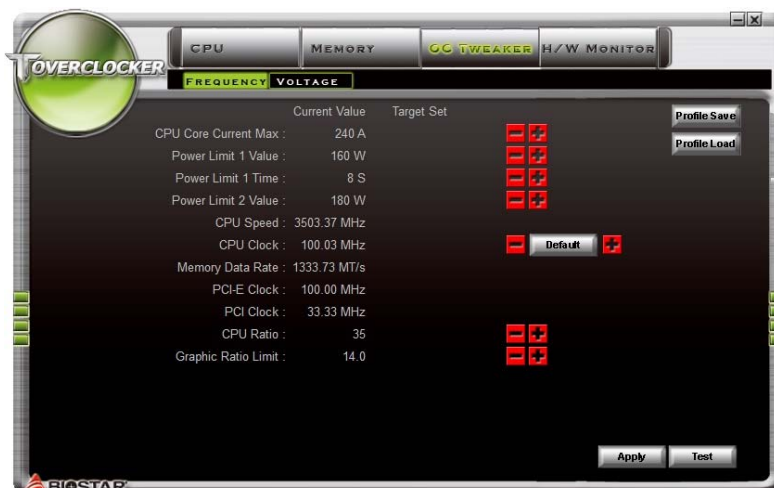 CPU MEMORY OC TWEAKER H/W MONITOR
TOVERCLOCKER
FREQUENCY VOLTAGE
Current Value Target Set
Profile Save
CPU Core Current Max : 240 A
Profile Load
Power Limit 1 Value : 160 W
Power Limit 1 Time : 8 S
Power Limit 2 Value : 180 W
CPU Speed : 3503.37 MHz
CPU Clock : 100.03 MHz Default
Memory Data Rate : 1333.73 MT/s
PCI-E Clock : 100.00 MHz
PCI Clock : 33.33 MHz
CPU Ratio : 35
Graphic Ratio Limit : 14.0
Apply Test
BIOSTAR